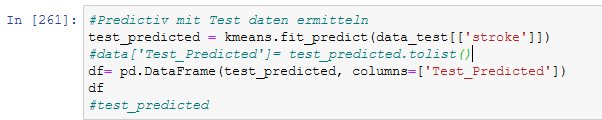 In [261]: #Predictiv mit Test daten ermitteln
test_predicted = kmeans.fit_predict(data_test[['stroke']])
#data['Test_Predicted']= test_predicted.tolist()
df= pd.DataFrame(test_predicted, columns=['Test_Predicted'])
df
#test_predicted